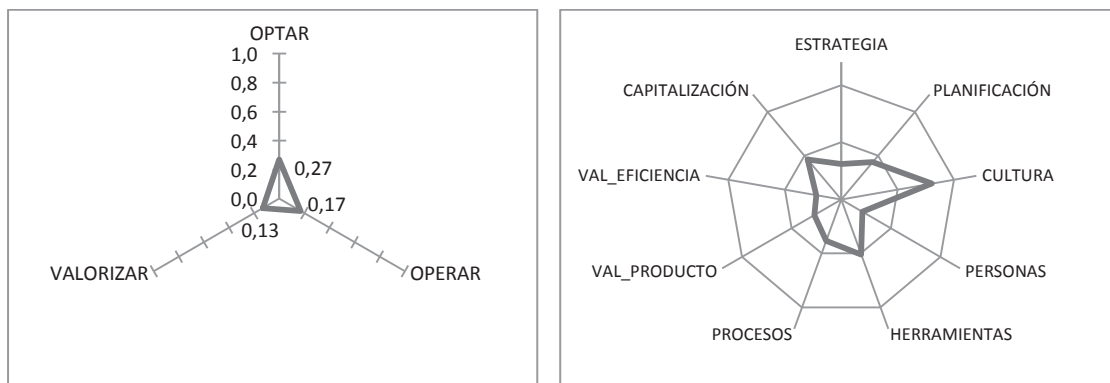 OPTAR
1,0
0,8
0,6
0,4
0,2
0,0
0,27
0,17
0,13
VALORIZAR
OPERAR
ESTRATEGIA
CAPITALIZACIÓN
PLANIFICACIÓN
VAL_EFICIENCIA
CULTURA
VAL_PRODUCTO
PERSONAS
PROCESOS
HERRAMIENTAS